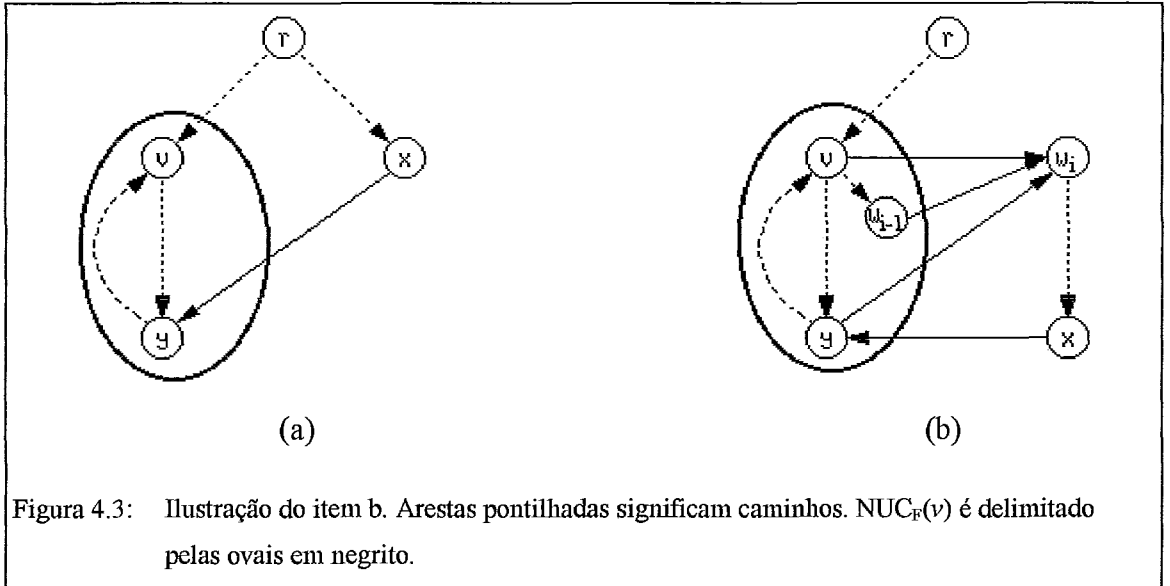 r
v
x
y
(a)
r
v
wi
wi-1
y
x
(b)
Figura 4.3: Ilustração do item b. Arestas pontilhadas significam caminhos. NUCF(v) é delimitado
pelas ovais em negrito.